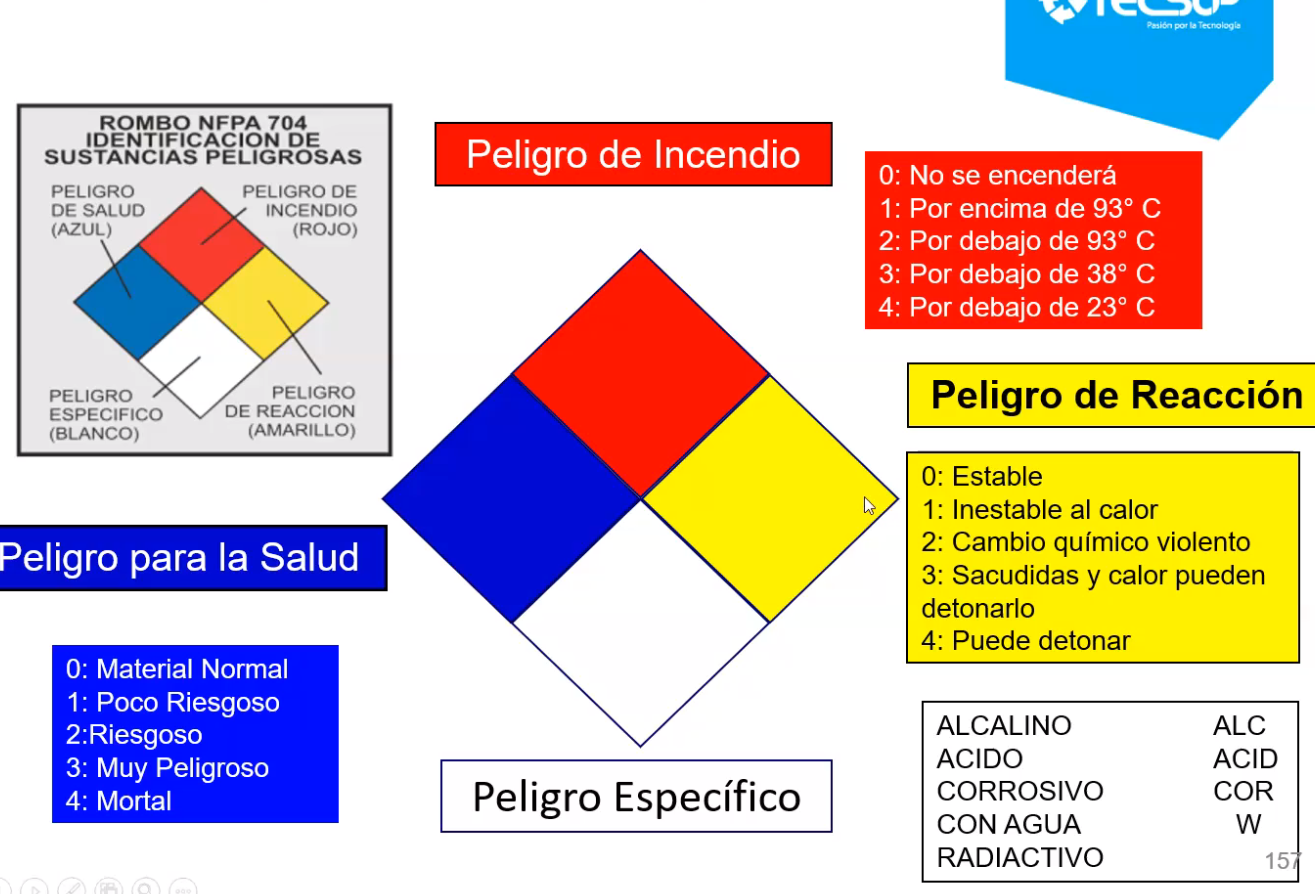 TECSUP
Pasión por la Tecnología
ROMBO NFPA 704
IDENTIFICACION DE
SUSTANCIAS PELIGROSAS
PELIGRO
DE SALUD
(AZUL)
PELIGRO DE
INCENDIO
(ROJO)
PELIGRO
ESPECIFICO
(BLANCO)
PELIGRO
DE REACCION
(AMARILLO)
Peligro de Incendio
0: No se encenderá
1: Por encima de 93° C
2: Por debajo de 93° C
3: Por debajo de 38° C
4: Por debajo de 23° C
Peligro de Reacción
0: Estable
1: Inestable al calor
2: Cambio químico violento
3: Sacudidas y calor pueden
detonarlo
4: Puede detonar
Peligro para la Salud
0: Material Normal
1: Poco Riesgoso
2:Riesgoso
3: Muy Peligroso
4: Mortal
Peligro Específico
ALCALINO ALC
ACIDO ACID
CORROSIVO COR
CON AGUA W
RADIACTIVO
157